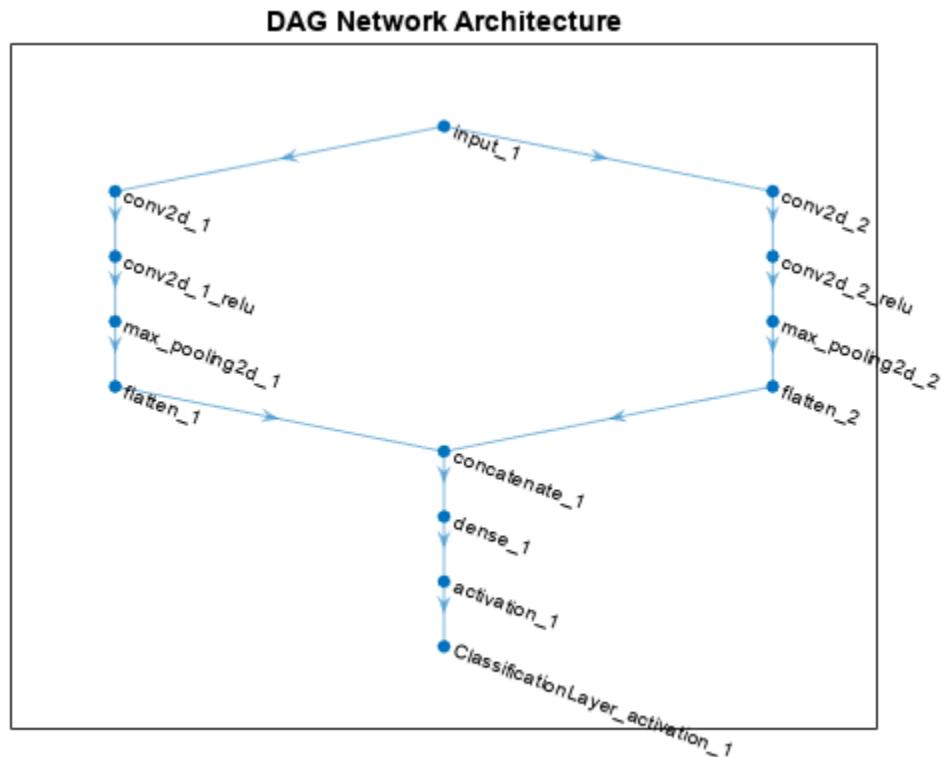 DAG Network Architecture
input_1
conv2d_1
conv2d_2
conv2d_1_relu
conv2d_2_relu
max_pooling2d_1
max_pooling2d_2
flatten_1
flatten_2
concatenate_1
dense_1
activation_1
ClassificationLayer_activation_1